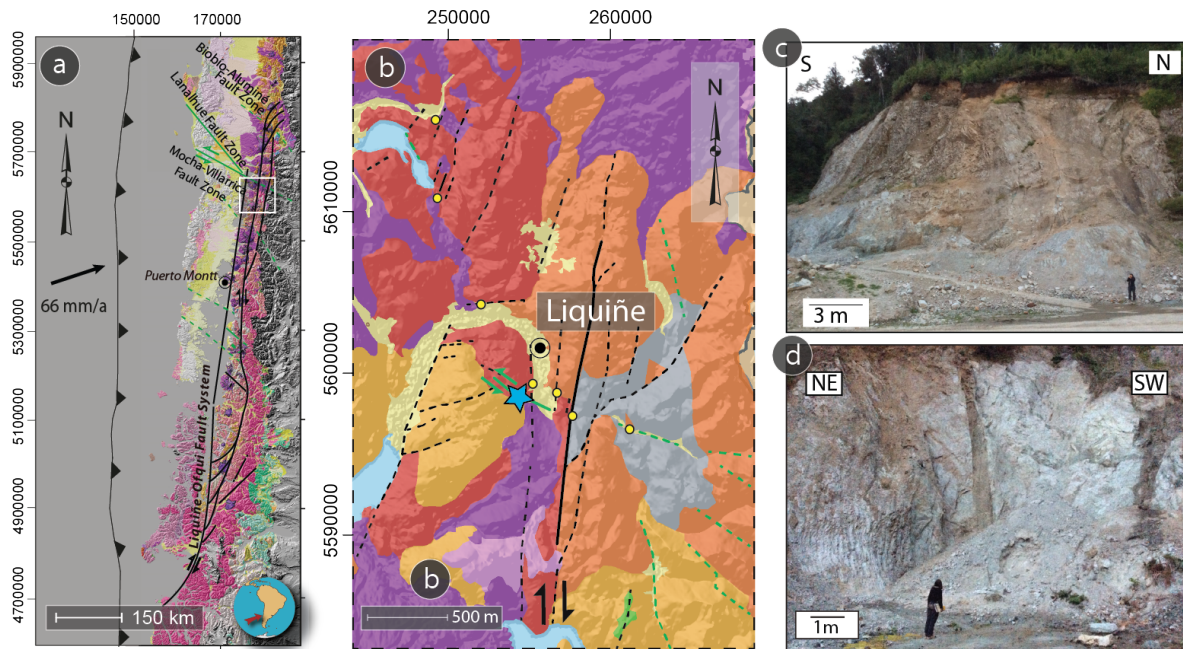 a
150000
170000
5900000
5700000
5500000
5300000
5100000
4900000
4700000
N
Biobío-Aluminé
Fault Zone
Lanalhue Fault Zone
Mocha-Villarrica
Fault Zone
Puerto Montt
66 mm/a
Liquiñe-Ofqui Fault System
150 km
b
250000
260000
5610000
5600000
5590000
N
Liquiñe
b
500 m
c
S
N
3 m
d
NE
SW
1m